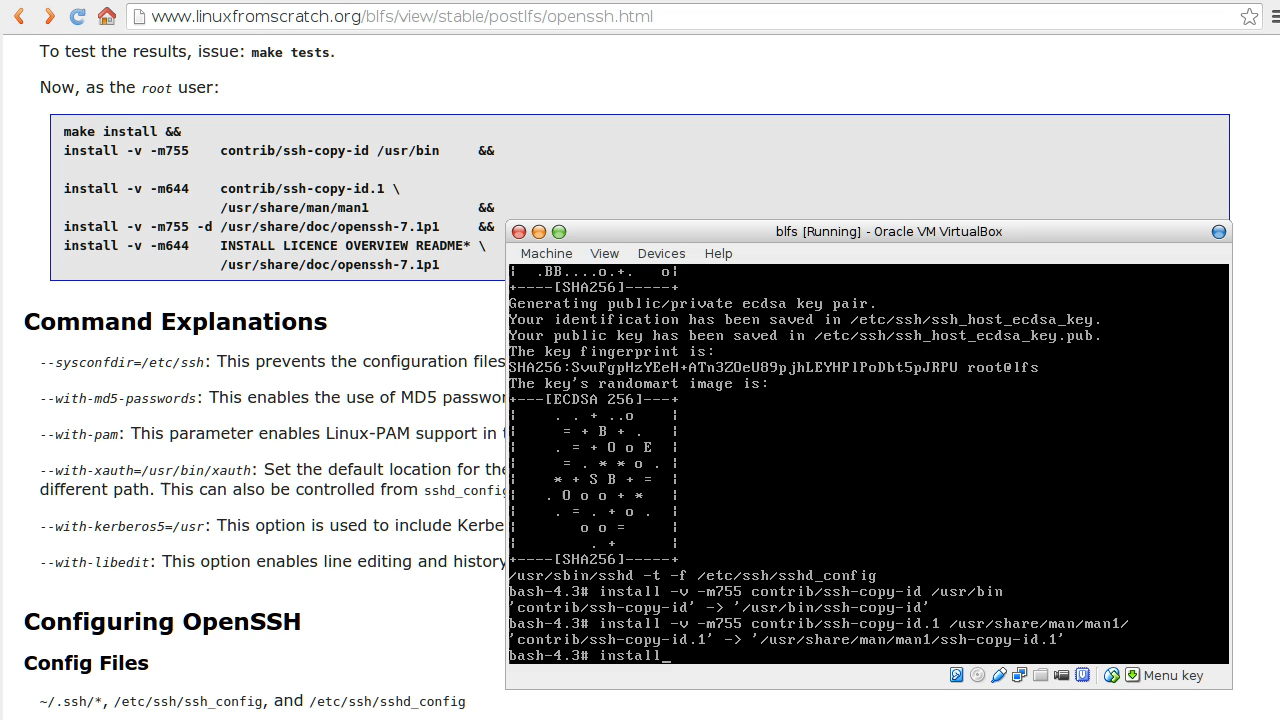 www.linuxfromscratch.org/blfs/view/stable/postlfs/openssh.html
To test the results, issue: make tests.
Now, as the root user:
make install &&
install -v -m755    contrib/ssh-copy-id /usr/bin     &&
install -v -m644    contrib/ssh-copy-id.1 \
/usr/share/man/man1              &&
install -v -m755 -d /usr/share/doc/openssh-7.1p1     &&
install -v -m644    INSTALL LICENCE OVERVIEW README* \
/usr/share/doc/openssh-7.1p1
Command Explanations
--sysconfdir=/etc/ssh: This prevents the configuration files
--with-md5-passwords: This enables the use of MD5 passwor
--with-pam: This parameter enables Linux-PAM support in
--with-xauth=/usr/bin/xauth: Set the default location for the
different path. This can also be controlled from sshd_config
--with-kerberos5=/usr: This option is used to include Kerbe
--with-libedit: This option enables line editing and history
Configuring OpenSSH
Config Files
~/.ssh/*, /etc/ssh/ssh_config, and /etc/ssh/sshd_config
blfs [Running] - Oracle VM VirtualBox
Machine View Devices Help
|   .BB....o.+.   o|
+----[SHA256]-----+
Generating public/private ecdsa key pair.
Your identification has been saved in /etc/ssh/ssh_host_ecdsa_key.
Your public key has been saved in /etc/ssh/ssh_host_ecdsa_key.pub.
The key fingerprint is:
SHA256:SvuFgpHzYEeH+ATn3ZOeU89pjhLEYHPlPoDbt5pJRPU root@lfs
The key's randomart image is:
+---[ECDSA 256]---+
|    . . + ..o    |
|     = + B + .   |
|    . = + O o E  |
|     = . * * o . |
|    * + S B + =  |
|   . O o o + *   |
|    . = . + o .  |
|       o o =     |
|        . +      |
+----[SHA256]-----+
/usr/sbin/sshd -t -f /etc/ssh/sshd_config
bash-4.3# install -v -m755 contrib/ssh-copy-id /usr/bin
'contrib/ssh-copy-id' -> '/usr/bin/ssh-copy-id'
bash-4.3# install -v -m755 contrib/ssh-copy-id.1 /usr/share/man/man1/
'contrib/ssh-copy-id.1' -> '/usr/share/man/man1/ssh-copy-id.1'
bash-4.3# install_
Menu key